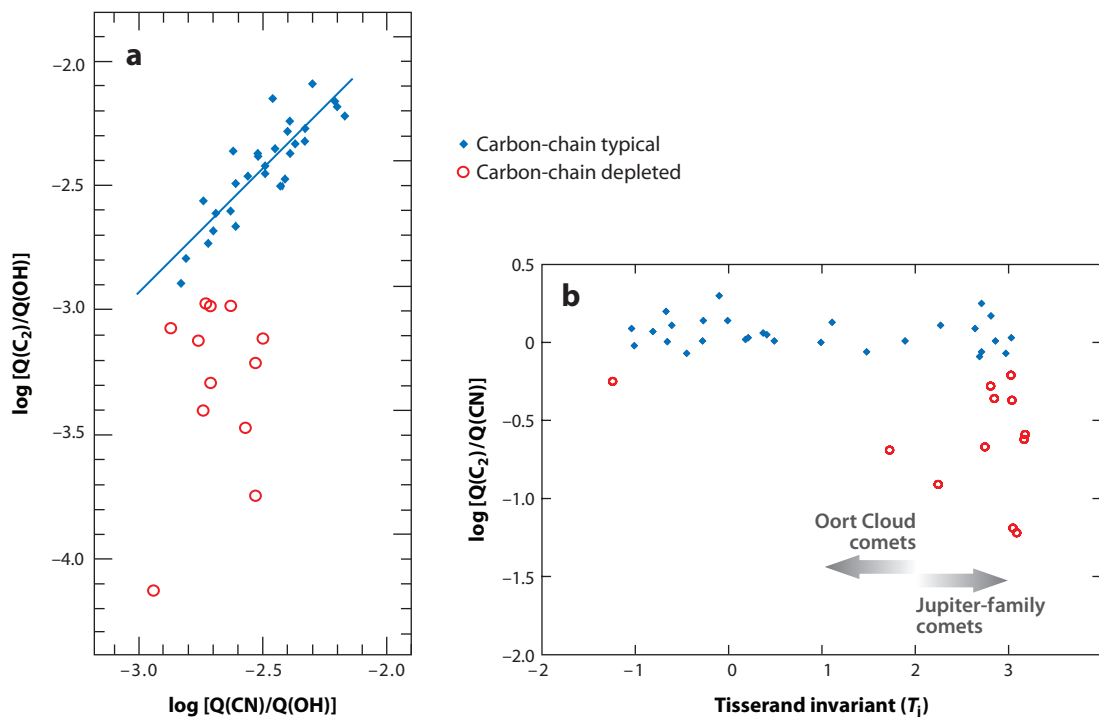 a
−2.0
−2.5
−3.0
−3.5
−4.0
log [Q(C₂)/Q(OH)]
−3.0 −2.5 −2.0
log [Q(CN)/Q(OH)]
Carbon-chain typical
Carbon-chain depleted
b
0.5
0
−0.5
−1.0
−1.5
−2.0
log [Q(C₂)/Q(CN)]
Oort Cloud
comets
Jupiter-family
comets
−2 −1 0 1 2 3
Tisserand invariant (Tⱼ)